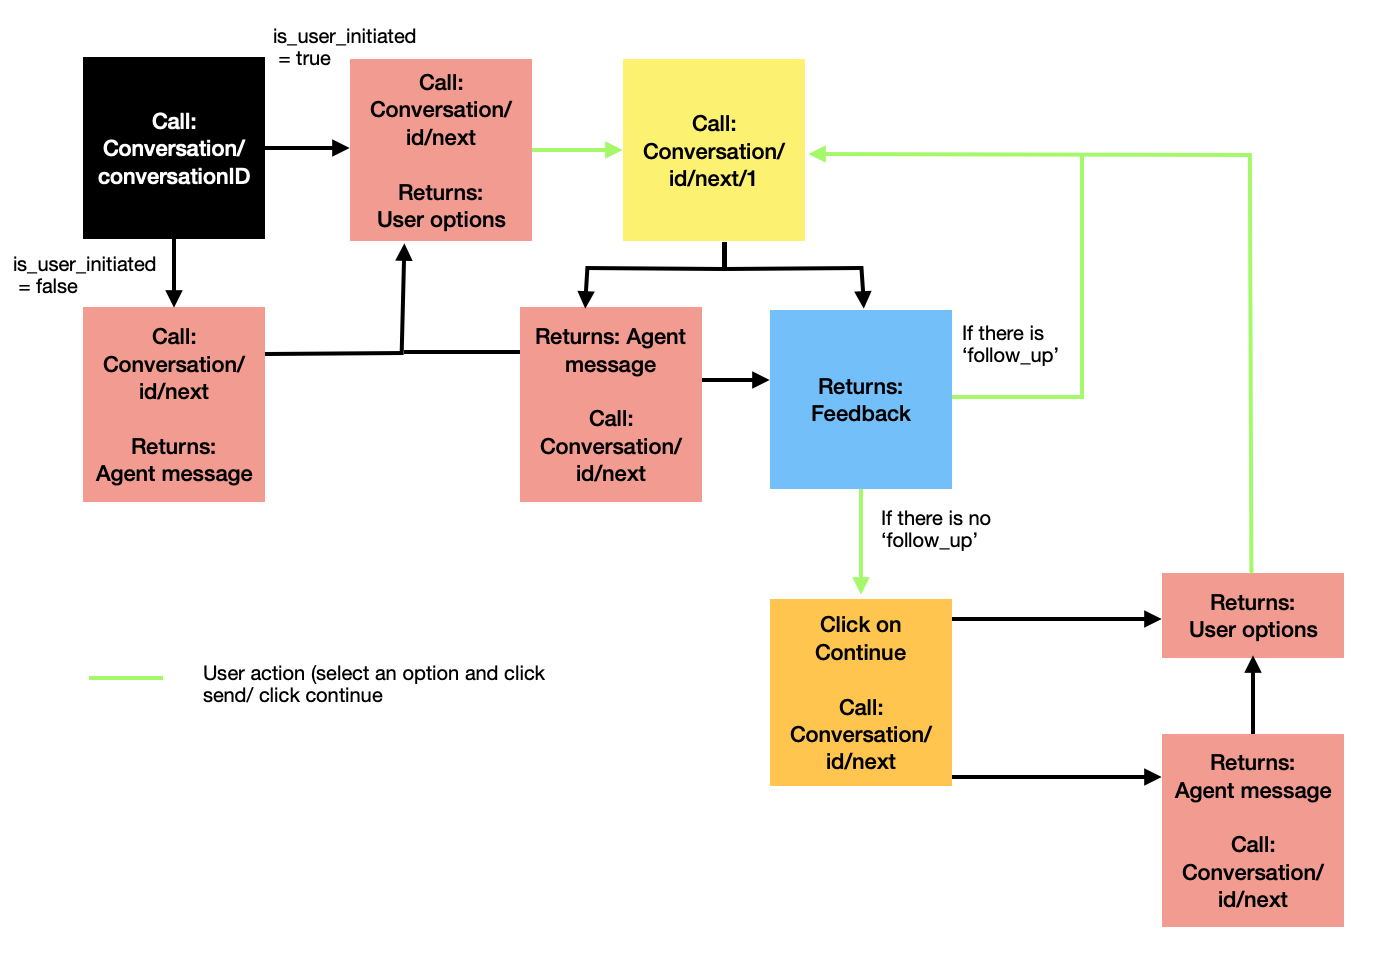 is_user_initiated
= true
Call:
Conversation/
conversationID
Call:
Conversation/
id/next
Returns:
User options
Call:
Conversation/
id/next/1
is_user_initiated
= false
Call:
Conversation/
id/next
Returns:
Agent message
Returns: Agent
message
Call:
Conversation/
id/next
Returns:
Feedback
If there is
‘follow_up’
If there is no
‘follow_up’
Click on
Continue
Call:
Conversation/
id/next
Returns:
User options
Returns:
Agent message
Call:
Conversation/
id/next
User action (select an option and click
send/ click continue